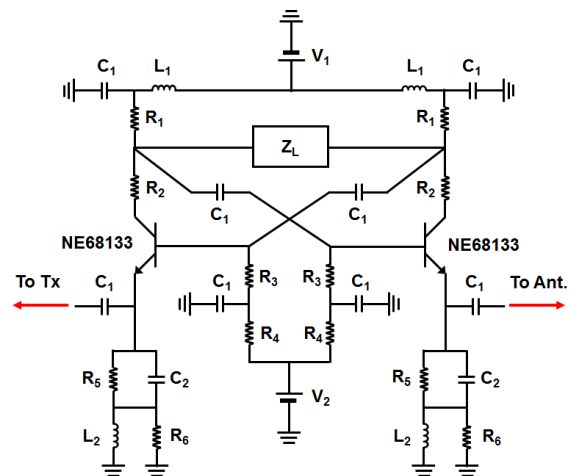 C1 L1 V1 L1 C1
R1 R1
ZL
R2 C1 C1 R2
NE68133 NE68133
To Tx C1 R3 C1 R3 C1 C1 To Ant.
R4 R4
R5 C2 V2 R5 C2
L2 R6 L2 R6